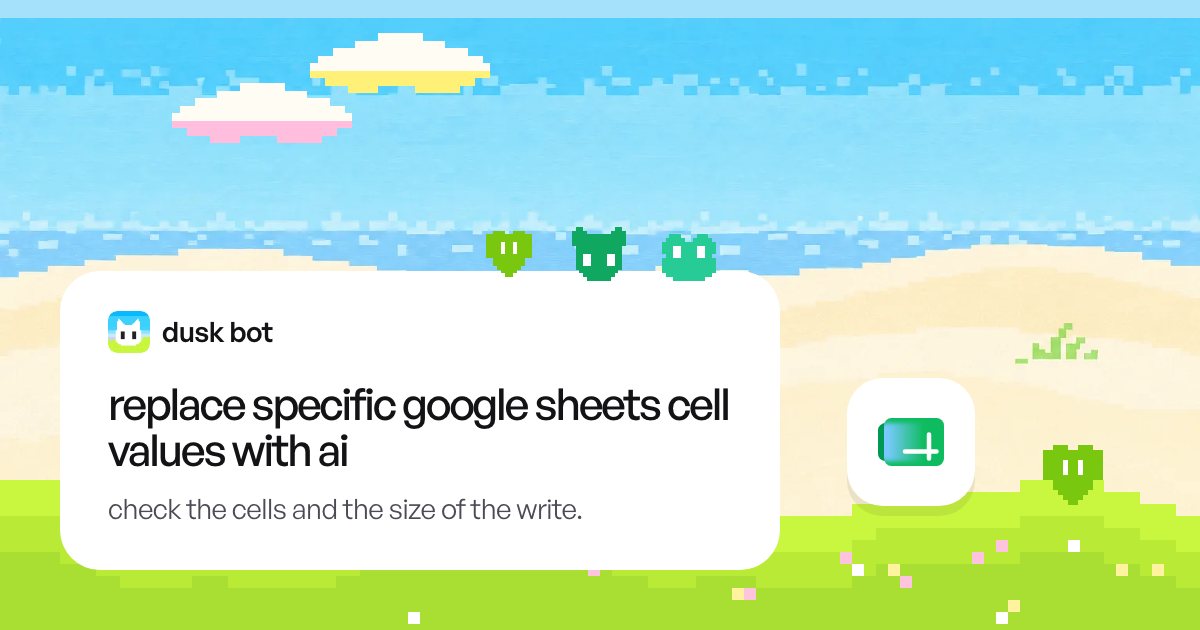 dusk bot
replace specific google sheets cell
values with ai
check the cells and the size of the write.